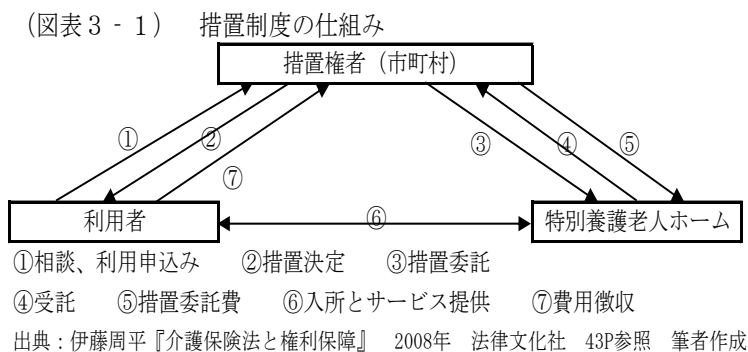 (図表３‐１)　措置制度の仕組み
措置権者（市町村）
①
②
⑦
③
④
⑤
利用者
⑥
特別養護老人ホーム
①相談、利用申込み　②措置決定　③措置委託
④受託　⑤措置委託費　⑥入所とサービス提供　⑦費用徴収
出典：伊藤周平『介護保険法と権利保障』　2008年　法律文化社　43P参照　筆者作成